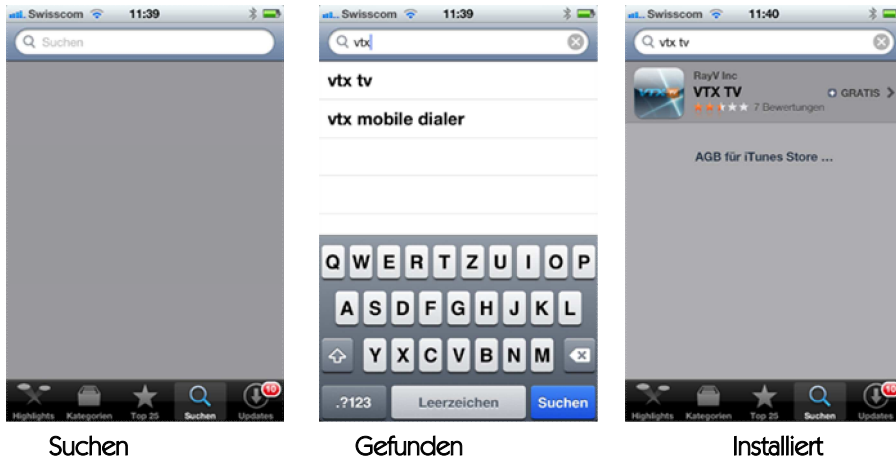 Swisscom 11:39
Suchen
Highlights Kategorien Top 25 Suchen Updates
10
Suchen
Swisscom 11:39
vtx
vtx tv
vtx mobile dialer
Q W E R T Z U I O P
A S D F G H J K L
Y X C V B N M
.?123 Leerzeichen Suchen
Gefunden
Swisscom 11:40
vtx tv
RayV Inc
VTX TV
GRATIS
7 Bewertungen
VTX
AGB für iTunes Store ...
Highlights Kategorien Top 25 Suchen Updates
10
Installiert